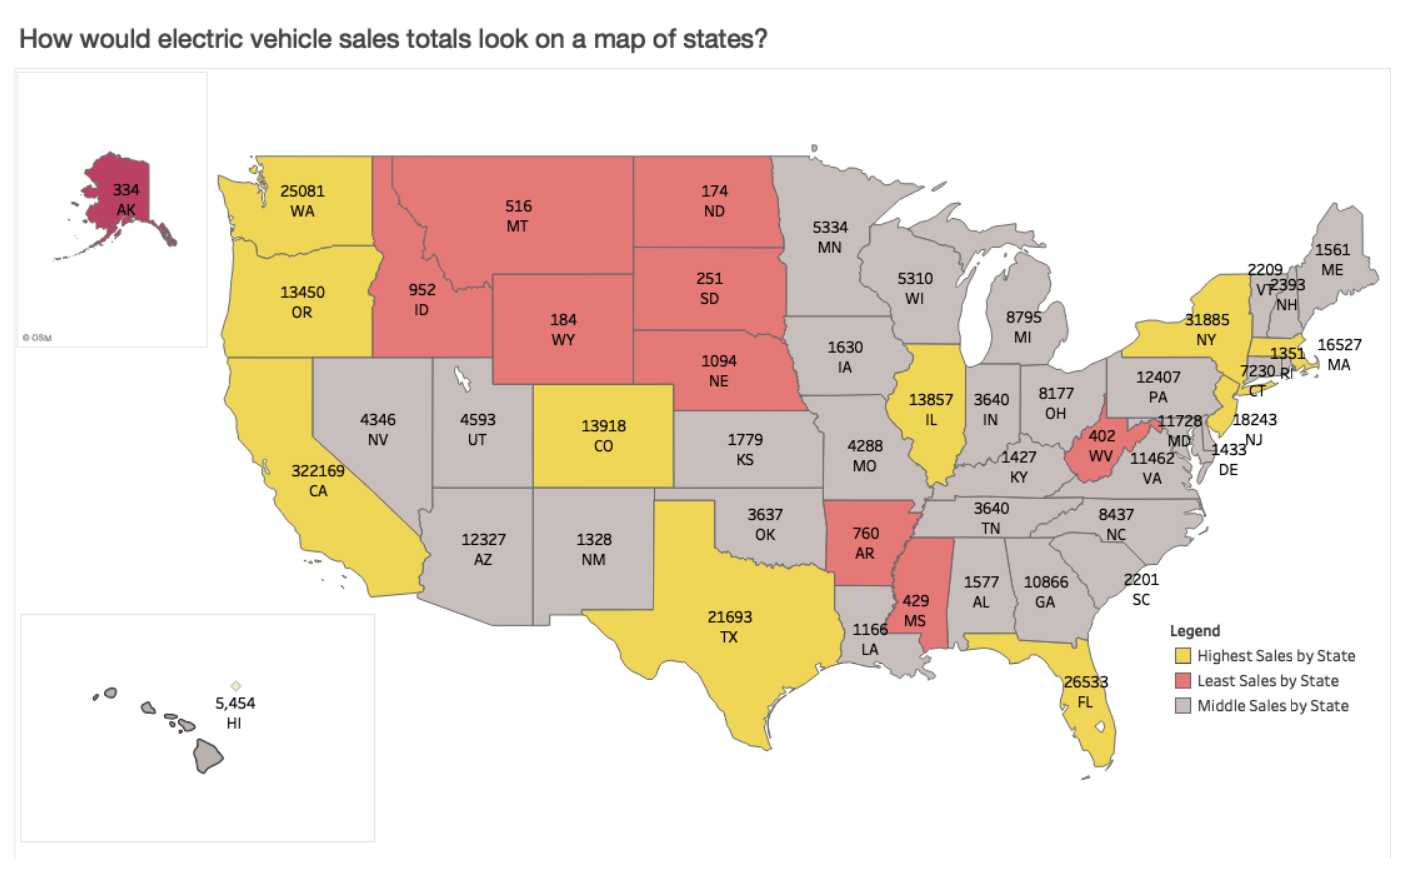 How would electric vehicle sales totals look on a map of states?
334
AK
© OSM
25081
WA
516
MT
174
ND
5334
MN
1561
ME
13450
OR
952
ID
184
WY
251
SD
5310
WI
8795
MI
2209
VT
2393
NH
31885
NY
1351
RI
16527
MA
7230
CT
1094
NE
1630
IA
12407
PA
4346
NV
4593
UT
13918
CO
1779
KS
13857
IL
3640
IN
8177
OH
402
WV
11728
MD
18243
NJ
1433
DE
322169
CA
4288
MO
1427
KY
11462
VA
12327
AZ
1328
NM
3637
OK
760
AR
3640
TN
8437
NC
2201
SC
21693
TX
1166
LA
429
MS
1577
AL
10866
GA
26533
FL
5,454
HI
Legend
Highest Sales by State
Least Sales by State
Middle Sales by State